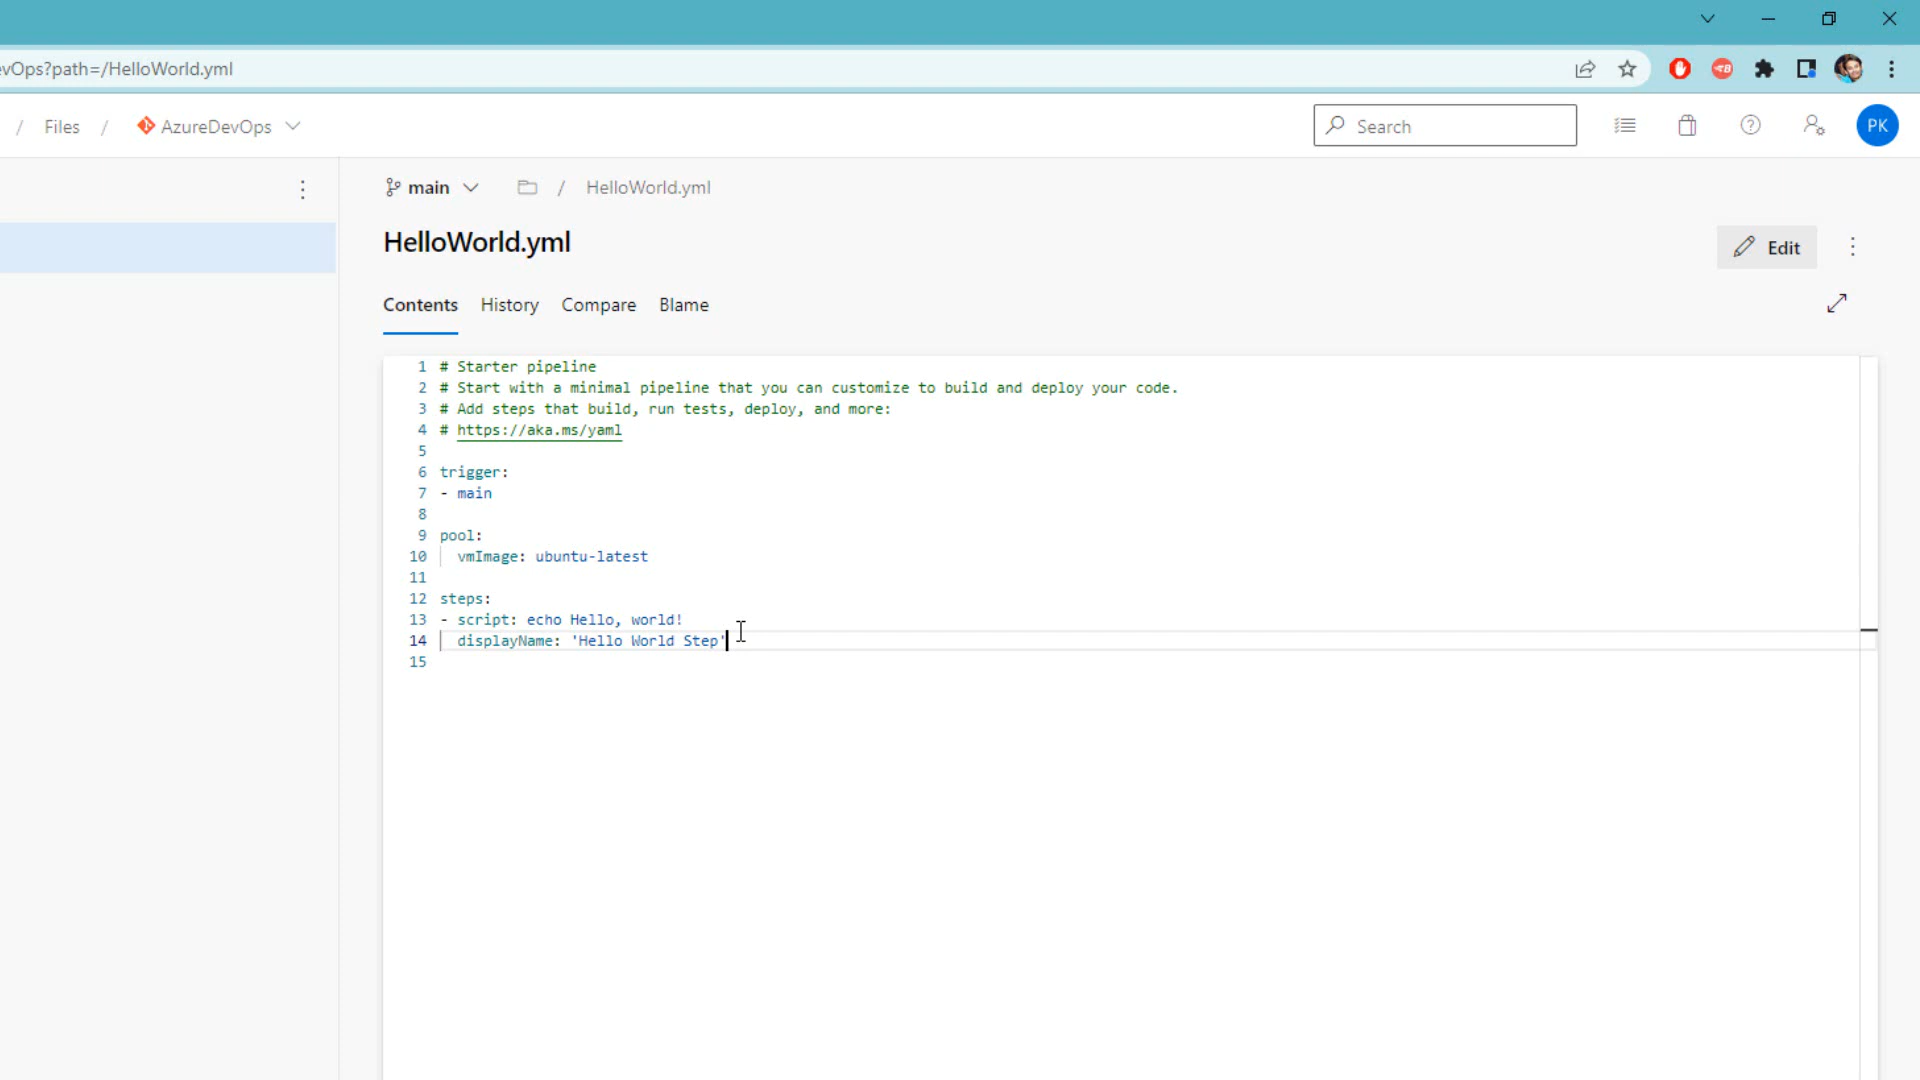 vOps?path=/HelloWorld.yml
/ Files / AzureDevOps
Search
PK
main / HelloWorld.yml
HelloWorld.yml
Edit
Contents History Compare Blame
1 # Starter pipeline
2 # Start with a minimal pipeline that you can customize to build and deploy your code.
3 # Add steps that build, run tests, deploy, and more:
4 # https://aka.ms/yaml
5
6 trigger:
7 - main
8
9 pool:
10 vmImage: ubuntu-latest
11
12 steps:
13 - script: echo Hello, world!
14 displayName: 'Hello World Step'
15